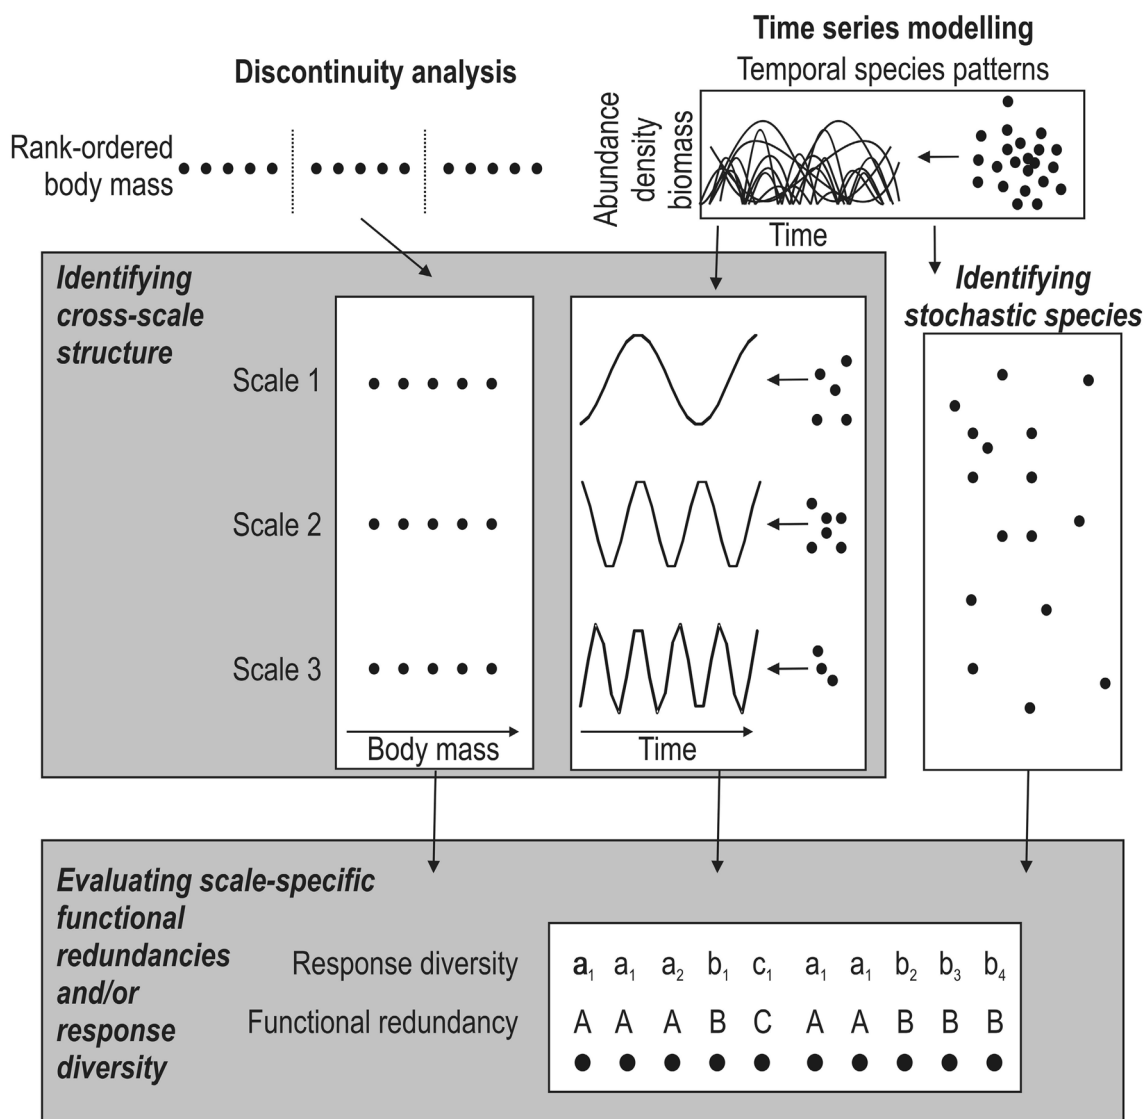 Time series modelling
Discontinuity analysis
Temporal species patterns
Rank-ordered
body mass
Abundance
density
biomass
Time
Identifying
cross-scale
structure
Identifying
stochastic species
Scale 1
Scale 2
Scale 3
Body mass
Time
Evaluating scale-specific
functional
redundancies
and/or
response
diversity
Response diversity a₁ a₁ a₂ b₁ c₁ a₁ a₁ b₂ b₃ b₄
Functional redundancy A A A B C A A B B B